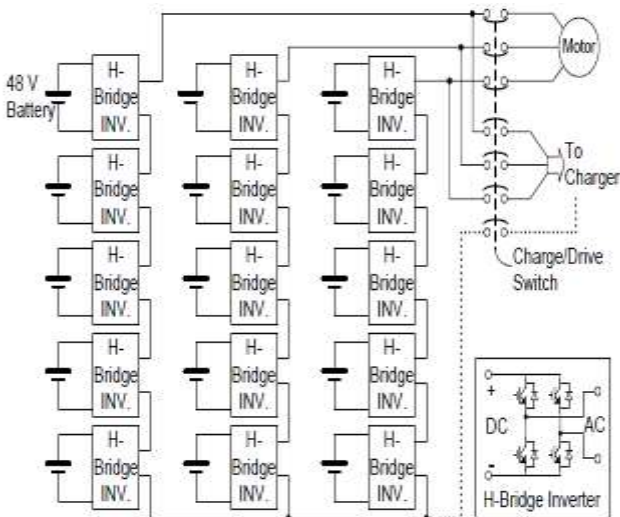 48 V
Battery
H-
Bridge
INV.
H-
Bridge
INV.
H-
Bridge
INV.
Motor
H-
Bridge
INV.
H-
Bridge
INV.
H-
Bridge
INV.
To
Charger
H-
Bridge
INV.
H-
Bridge
INV.
H-
Bridge
INV.
Charge/Drive
Switch
H-
Bridge
INV.
H-
Bridge
INV.
H-
Bridge
INV.
H-
Bridge
INV.
H-
Bridge
INV.
H-
Bridge
INV.
+
DC
AC
-
H-Bridge Inverter